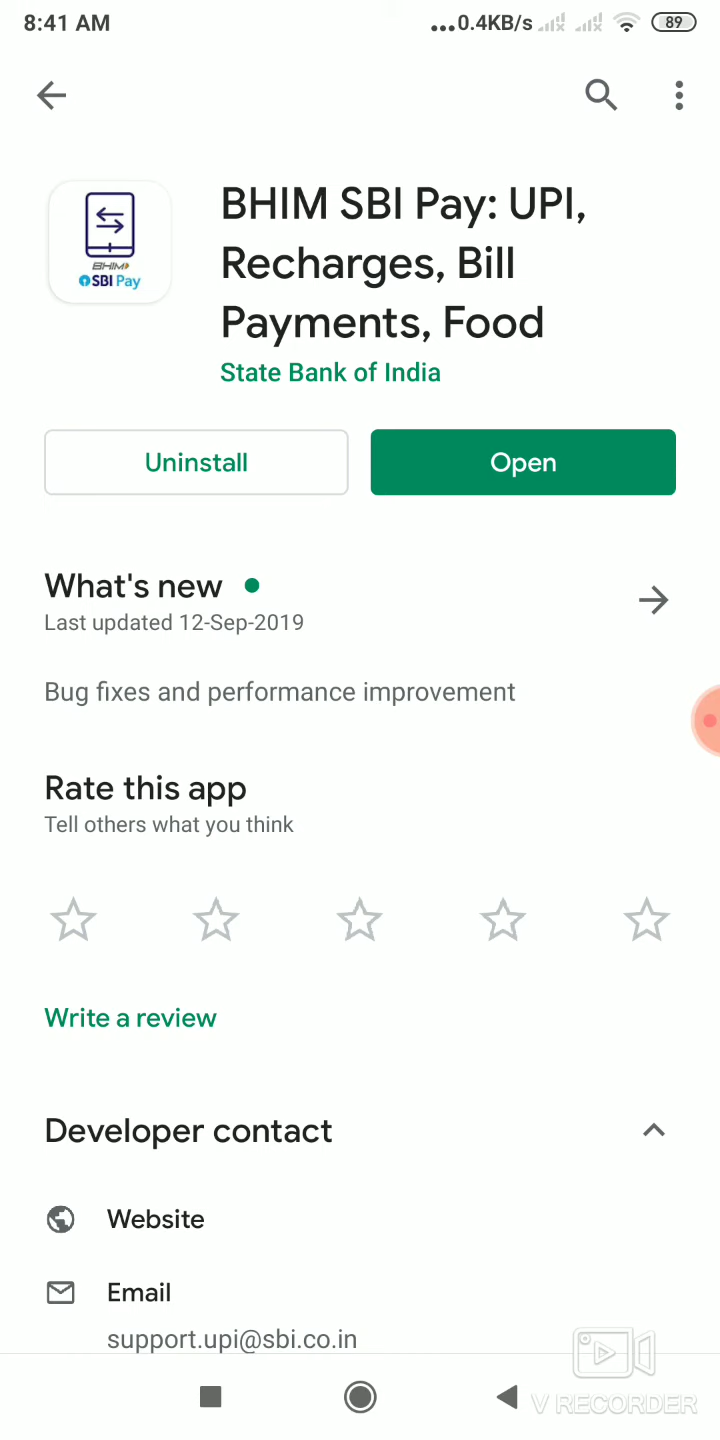 8:41 AM
...0.4KB/s
89
BHIM SBI Pay: UPI,
Recharges, Bill
Payments, Food
BHIM
SBI Pay
State Bank of India
Uninstall
Open
What's new
Last updated 12-Sep-2019
Bug fixes and performance improvement
Rate this app
Tell others what you think
Write a review
Developer contact
Website
Email
support.upi@sbi.co.in
V RECORDER